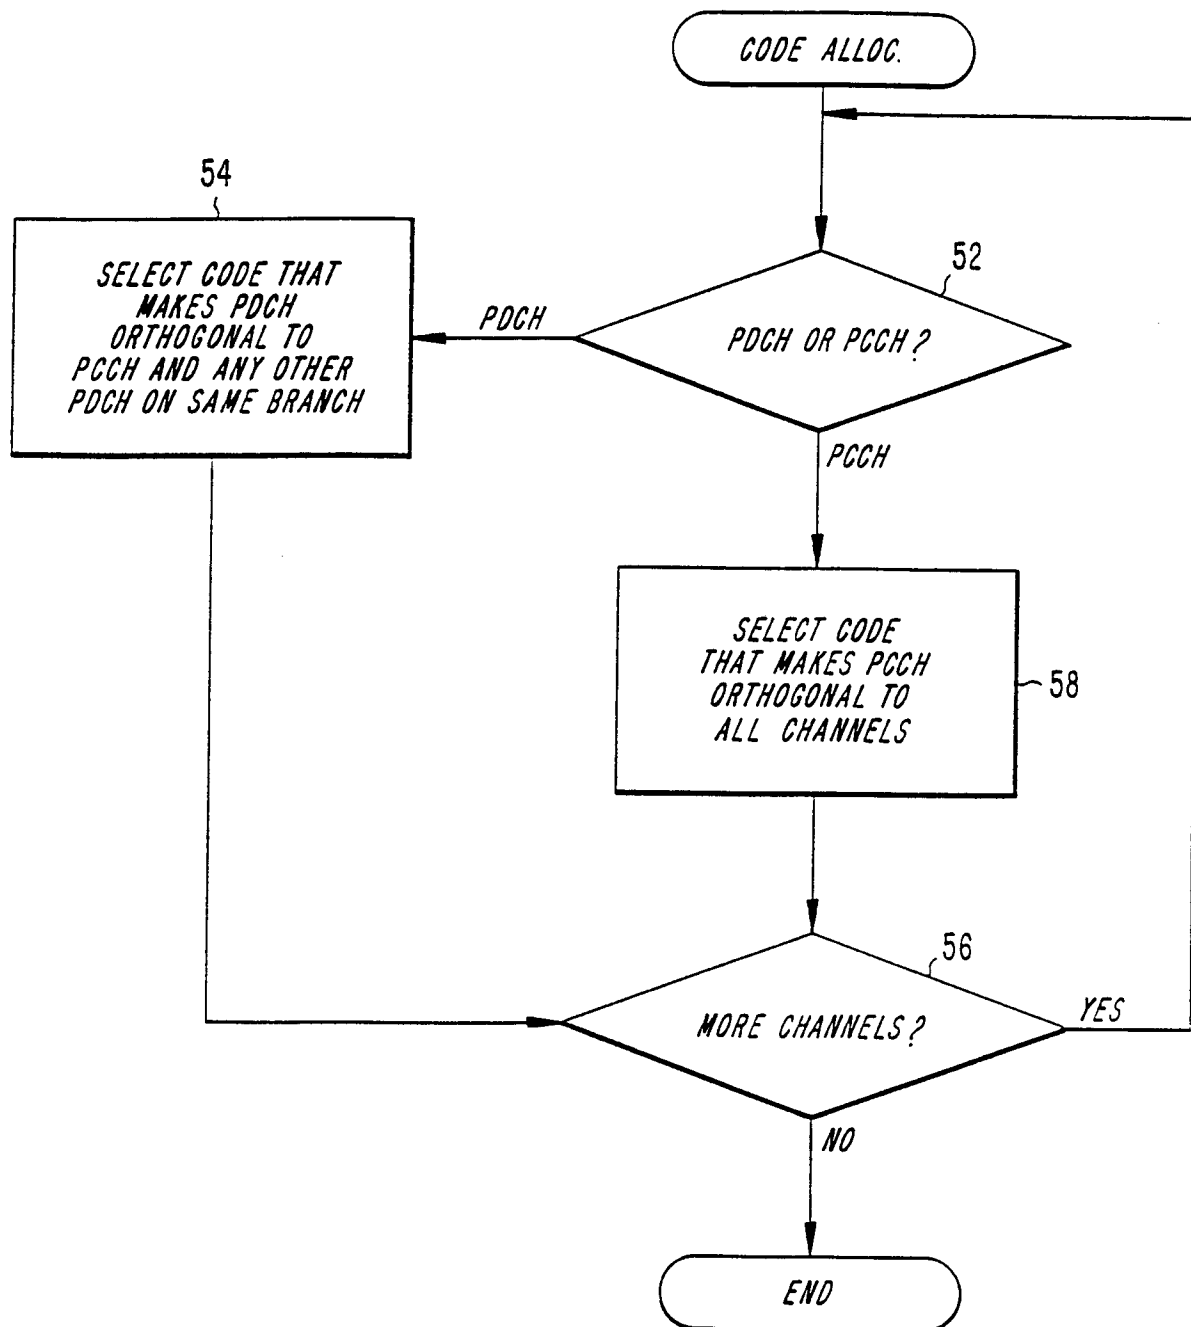 CODE ALLOC.
54
SELECT CODE THAT
MAKES PDCH
ORTHOGONAL TO
PCCH AND ANY OTHER
PDCH ON SAME BRANCH
PDCH
52
PDCH OR PCCH?
PCCH
SELECT CODE
THAT MAKES PCCH
ORTHOGONAL TO
ALL CHANNELS
58
56
MORE CHANNELS?
YES
NO
END